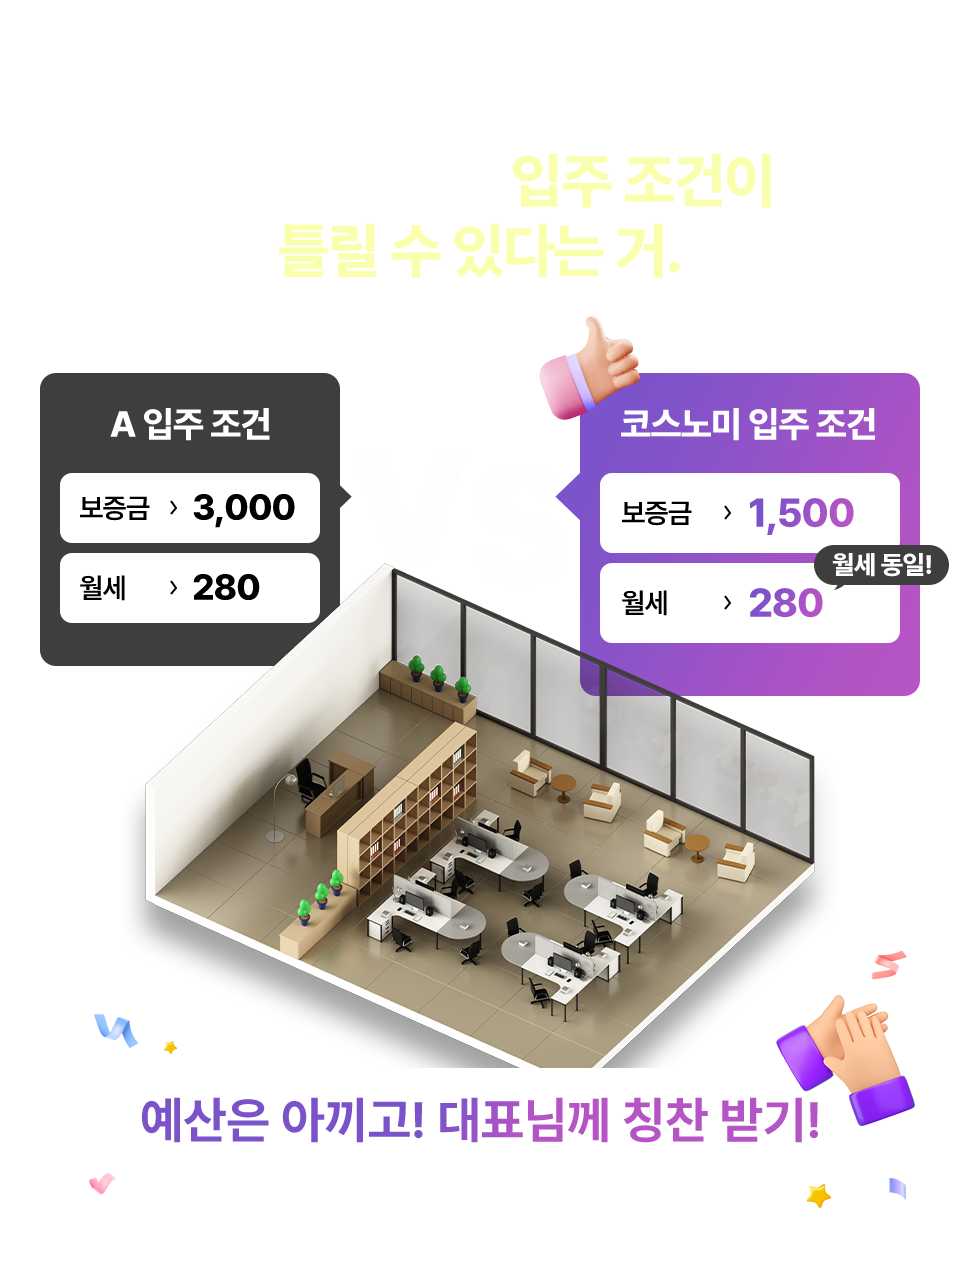 입주 조건이
틀릴 수 있다는 거.
A 입주 조건
보증금 › 3,000
월세 › 280
VS
코스노미 입주 조건
보증금 › 1,500
월세 동일!
월세 › 280
예산은 아끼고! 대표님께 칭찬 받기!